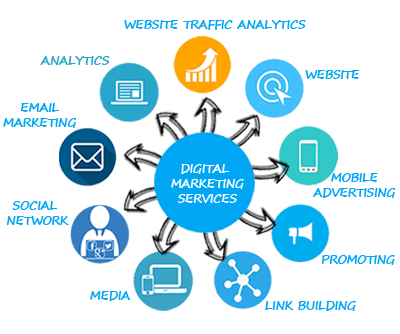 WEBSITE TRAFFIC ANALYTICS
ANALYTICS
WEBSITE
EMAIL
MARKETING
DIGITAL
MARKETING
SERVICES
MOBILE
ADVERTISING
SOCIAL
NETWORK
PROMOTING
MEDIA
LINK BUILDING